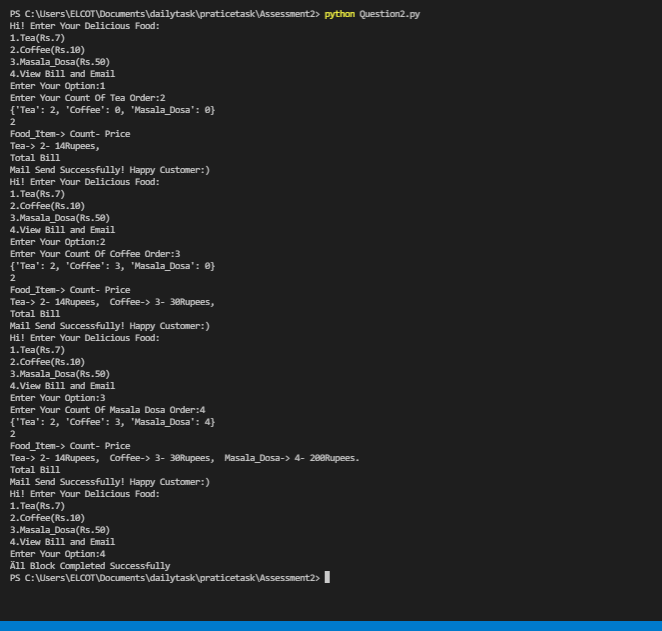 PS C:\Users\ELCOT\Documents\dailytask\praticetask\Assessment2> python Question2.py
Hi! Enter Your Delicious Food:
1.Tea(Rs.7)
2.Coffee(Rs.10)
3.Masala_Dosa(Rs.50)
4.View Bill and Email
Enter Your Option:1
Enter Your Count Of Tea Order:2
{'Tea': 2, 'Coffee': 0, 'Masala_Dosa': 0}
2
Food_Item-> Count- Price
Tea-> 2- 14Rupees,
Total Bill
Mail Send Successfully! Happy Customer:)
Hi! Enter Your Delicious Food:
1.Tea(Rs.7)
2.Coffee(Rs.10)
3.Masala_Dosa(Rs.50)
4.View Bill and Email
Enter Your Option:2
Enter Your Count Of Coffee Order:3
{'Tea': 2, 'Coffee': 3, 'Masala_Dosa': 0}
2
Food_Item-> Count- Price
Tea-> 2- 14Rupees,  Coffee-> 3- 30Rupees,
Total Bill
Mail Send Successfully! Happy Customer:)
Hi! Enter Your Delicious Food:
1.Tea(Rs.7)
2.Coffee(Rs.10)
3.Masala_Dosa(Rs.50)
4.View Bill and Email
Enter Your Option:3
Enter Your Count Of Masala Dosa Order:4
{'Tea': 2, 'Coffee': 3, 'Masala_Dosa': 4}
2
Food_Item-> Count- Price
Tea-> 2- 14Rupees,  Coffee-> 3- 30Rupees,  Masala_Dosa-> 4- 200Rupees.
Total Bill
Mail Send Successfully! Happy Customer:)
Hi! Enter Your Delicious Food:
1.Tea(Rs.7)
2.Coffee(Rs.10)
3.Masala_Dosa(Rs.50)
4.View Bill and Email
Enter Your Option:4
Äll Block Completed Successfully
PS C:\Users\ELCOT\Documents\dailytask\praticetask\Assessment2>